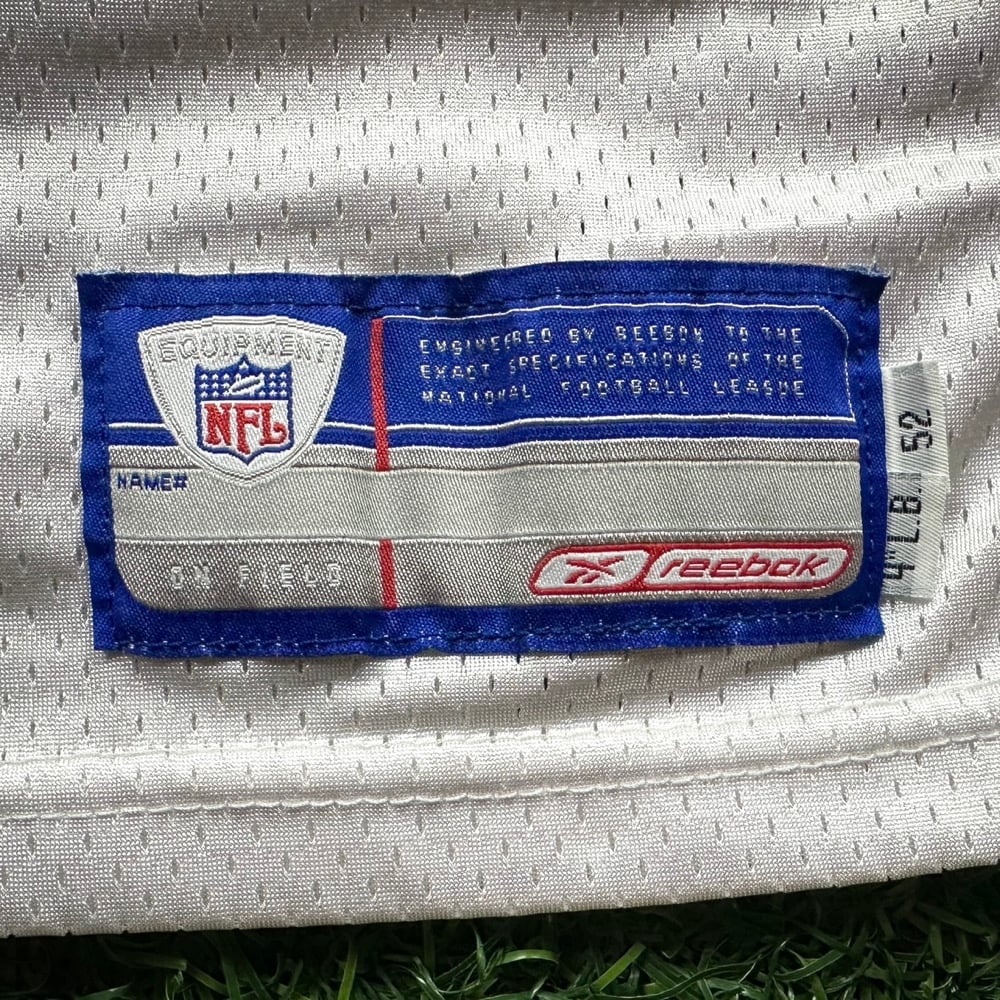 EQUIPMENT
NFL
ENGINEERED BY REEBOK TO THE
EXACT SPECIFICATIONS OF THE
NATIONAL FOOTBALL LEAGUE
NAME#
ON FIELD
reebok
4" L.B. 52